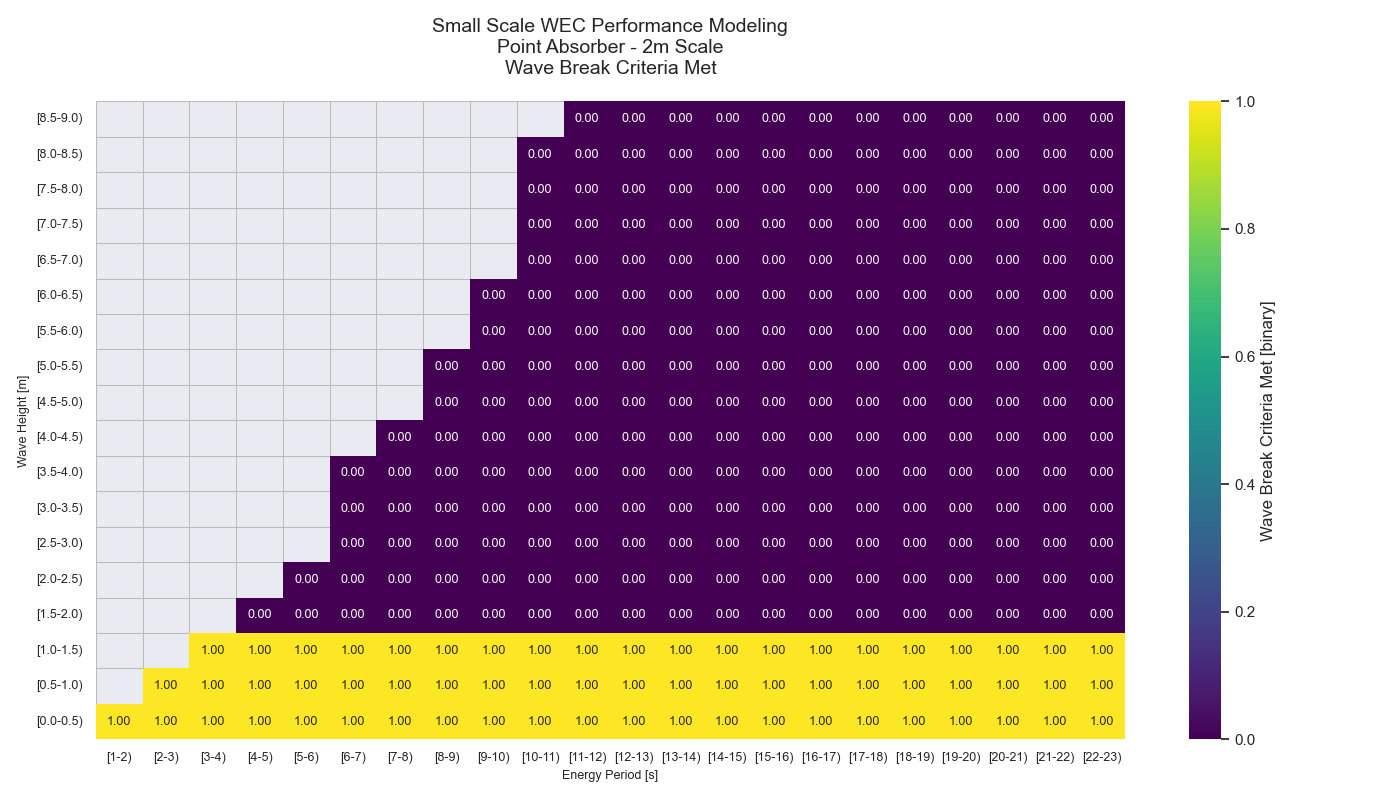 Small Scale WEC Performance Modeling
Point Absorber - 2m Scale
Wave Break Criteria Met
[8.5-9.0) 0.00 0.00 0.00 0.00 0.00 0.00 0.00 0.00 0.00 0.00 0.00 0.00
[8.0-8.5) 0.00 0.00 0.00 0.00 0.00 0.00 0.00 0.00 0.00 0.00 0.00 0.00 0.00
[7.5-8.0) 0.00 0.00 0.00 0.00 0.00 0.00 0.00 0.00 0.00 0.00 0.00 0.00 0.00
[7.0-7.5) 0.00 0.00 0.00 0.00 0.00 0.00 0.00 0.00 0.00 0.00 0.00 0.00 0.00
[6.5-7.0) 0.00 0.00 0.00 0.00 0.00 0.00 0.00 0.00 0.00 0.00 0.00 0.00 0.00
[6.0-6.5) 0.00 0.00 0.00 0.00 0.00 0.00 0.00 0.00 0.00 0.00 0.00 0.00 0.00 0.00
[5.5-6.0) 0.00 0.00 0.00 0.00 0.00 0.00 0.00 0.00 0.00 0.00 0.00 0.00 0.00 0.00
[5.0-5.5) 0.00 0.00 0.00 0.00 0.00 0.00 0.00 0.00 0.00 0.00 0.00 0.00 0.00 0.00 0.00
[4.5-5.0) 0.00 0.00 0.00 0.00 0.00 0.00 0.00 0.00 0.00 0.00 0.00 0.00 0.00 0.00 0.00
[4.0-4.5) 0.00 0.00 0.00 0.00 0.00 0.00 0.00 0.00 0.00 0.00 0.00 0.00 0.00 0.00 0.00 0.00
[3.5-4.0) 0.00 0.00 0.00 0.00 0.00 0.00 0.00 0.00 0.00 0.00 0.00 0.00 0.00 0.00 0.00 0.00 0.00
[3.0-3.5) 0.00 0.00 0.00 0.00 0.00 0.00 0.00 0.00 0.00 0.00 0.00 0.00 0.00 0.00 0.00 0.00 0.00
[2.5-3.0) 0.00 0.00 0.00 0.00 0.00 0.00 0.00 0.00 0.00 0.00 0.00 0.00 0.00 0.00 0.00 0.00 0.00
[2.0-2.5) 0.00 0.00 0.00 0.00 0.00 0.00 0.00 0.00 0.00 0.00 0.00 0.00 0.00 0.00 0.00 0.00 0.00 0.00
[1.5-2.0) 0.00 0.00 0.00 0.00 0.00 0.00 0.00 0.00 0.00 0.00 0.00 0.00 0.00 0.00 0.00 0.00 0.00 0.00 0.00
[1.0-1.5) 1.00 1.00 1.00 1.00 1.00 1.00 1.00 1.00 1.00 1.00 1.00 1.00 1.00 1.00 1.00 1.00 1.00 1.00 1.00 1.00
[0.5-1.0) 1.00 1.00 1.00 1.00 1.00 1.00 1.00 1.00 1.00 1.00 1.00 1.00 1.00 1.00 1.00 1.00 1.00 1.00 1.00 1.00 1.00
[0.0-0.5) 1.00 1.00 1.00 1.00 1.00 1.00 1.00 1.00 1.00 1.00 1.00 1.00 1.00 1.00 1.00 1.00 1.00 1.00 1.00 1.00 1.00 1.00
[1-2) [2-3) [3-4) [4-5) [5-6) [6-7) [7-8) [8-9) [9-10) [10-11) [11-12) [12-13) [13-14) [14-15) [15-16) [16-17) [17-18) [18-19) [19-20) [20-21) [21-22) [22-23)
Energy Period [s]
Wave Height [m]
1.0
0.8
0.6
0.4
0.2
0.0
Wave Break Criteria Met [binary]